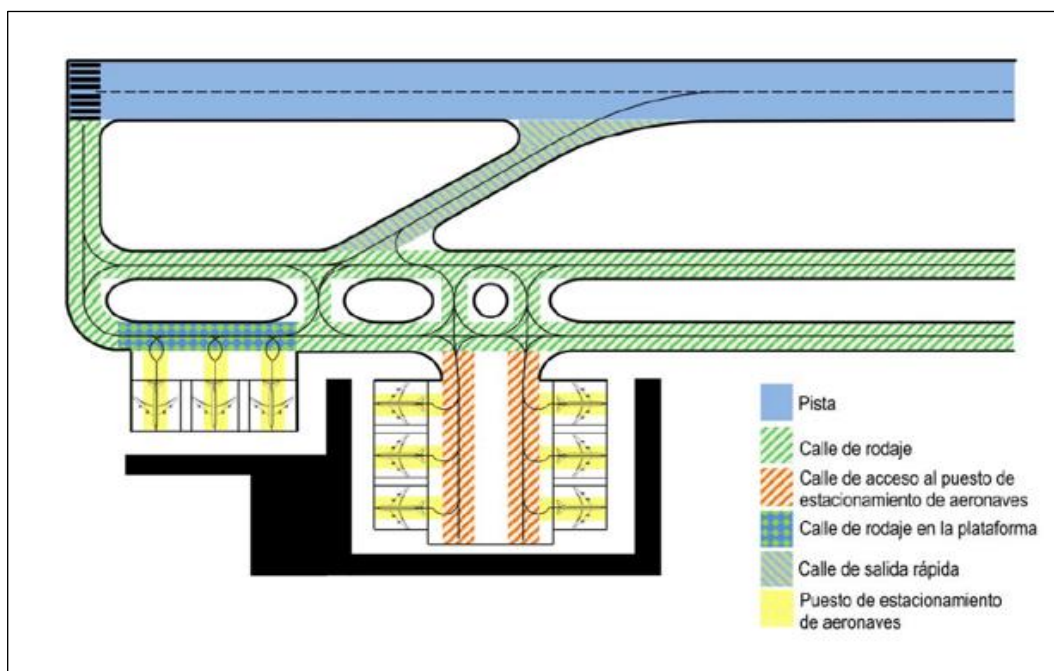 Pista
Calle de rodaje
Calle de acceso al puesto de
estacionamiento de aeronaves
Calle de rodaje en la plataforma
Calle de salida rápida
Puesto de estacionamiento
de aeronaves